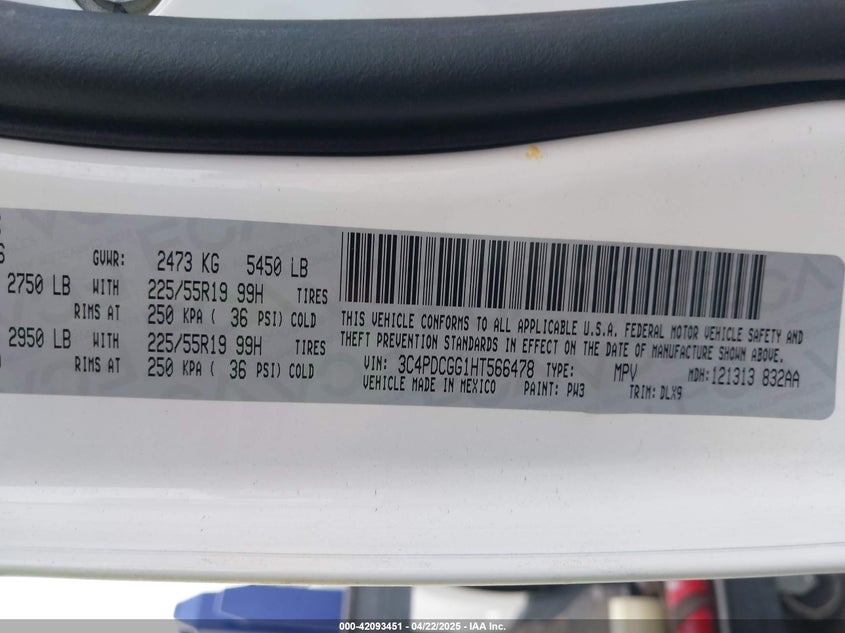 GVWR: 2473 KG 5450 LB
2750 LB WITH 225/55R19 99H TIRES
RIMS AT 250 KPA ( 36 PSI) COLD
2950 LB WITH 225/55R19 99H TIRES
RIMS AT 250 KPA ( 36 PSI) COLD
THIS VEHICLE CONFORMS TO ALL APPLICABLE U.S.A. FEDERAL MOTOR VEHICLE SAFETY AND
THEFT PREVENTION STANDARDS IN EFFECT ON THE DATE OF MANUFACTURE SHOWN ABOVE.
VIN: 3C4PDCGG1HT566478 TYPE: MPV MDH:121313 832AA
VEHICLE MADE IN MEXICO PAINT: PW3 TRIM: DLX9
000-42093451 - 04/22/2025 - IAA Inc.